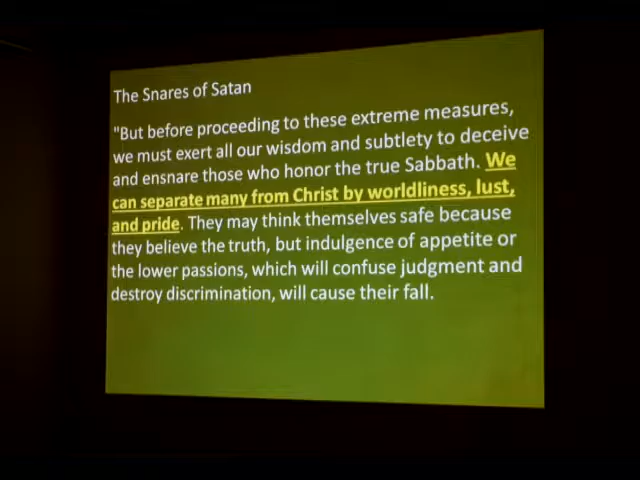 The Snares of Satan
"But before proceeding to these extreme measures,
we must exert all our wisdom and subtlety to deceive
and ensnare those who honor the true Sabbath. We
can separate many from Christ by worldliness, lust,
and pride. They may think themselves safe because
they believe the truth, but indulgence of appetite or
the lower passions, which will confuse judgment and
destroy discrimination, will cause their fall.